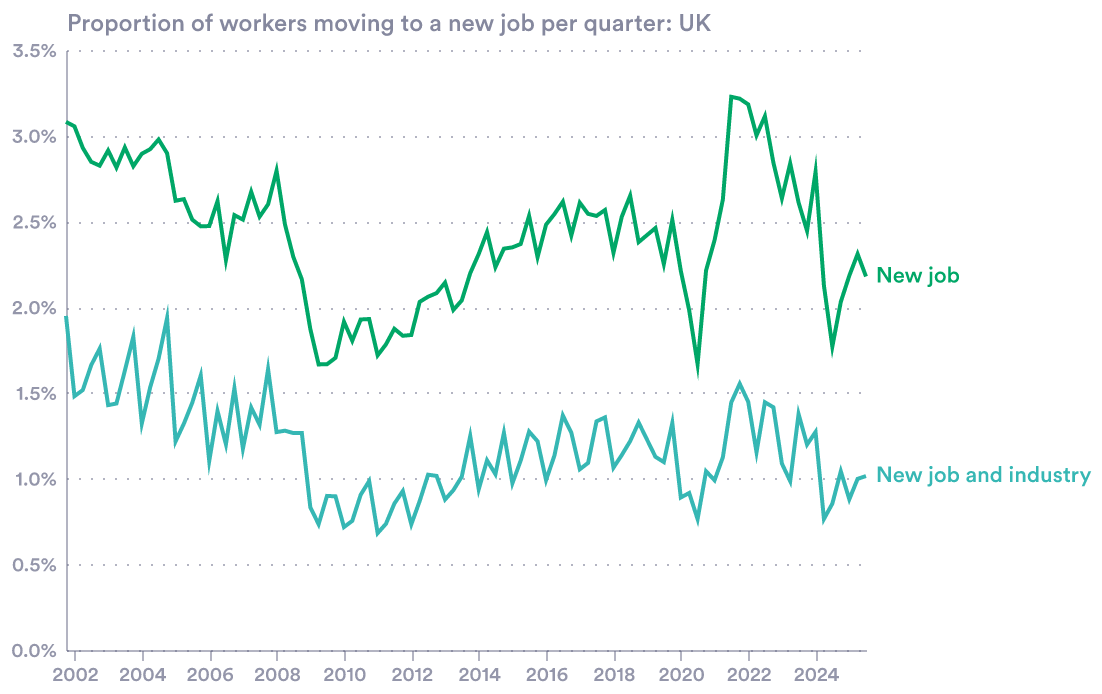 Proportion of workers moving to a new job per quarter: UK
3.5%
3.0%
2.5%
2.0%
1.5%
1.0%
0.5%
0.0%
New job
New job and industry
2002 2004 2006 2008 2010 2012 2014 2016 2018 2020 2022 2024